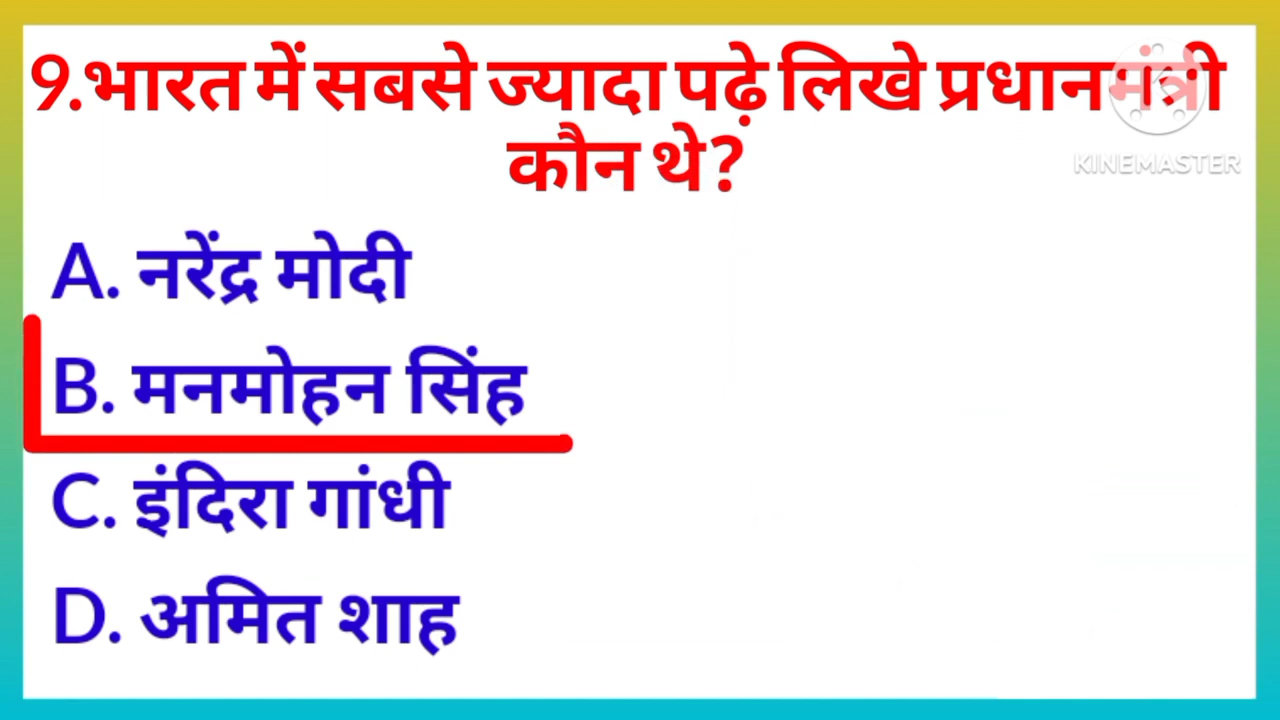 9.भारत में सबसे ज्यादा पढ़े लिखे प्रधानमंत्री
कौन थे?
KINEMASTER
A. नरेंद्र मोदी
B. मनमोहन सिंह
C. इंदिरा गांधी
D. अमित शाह